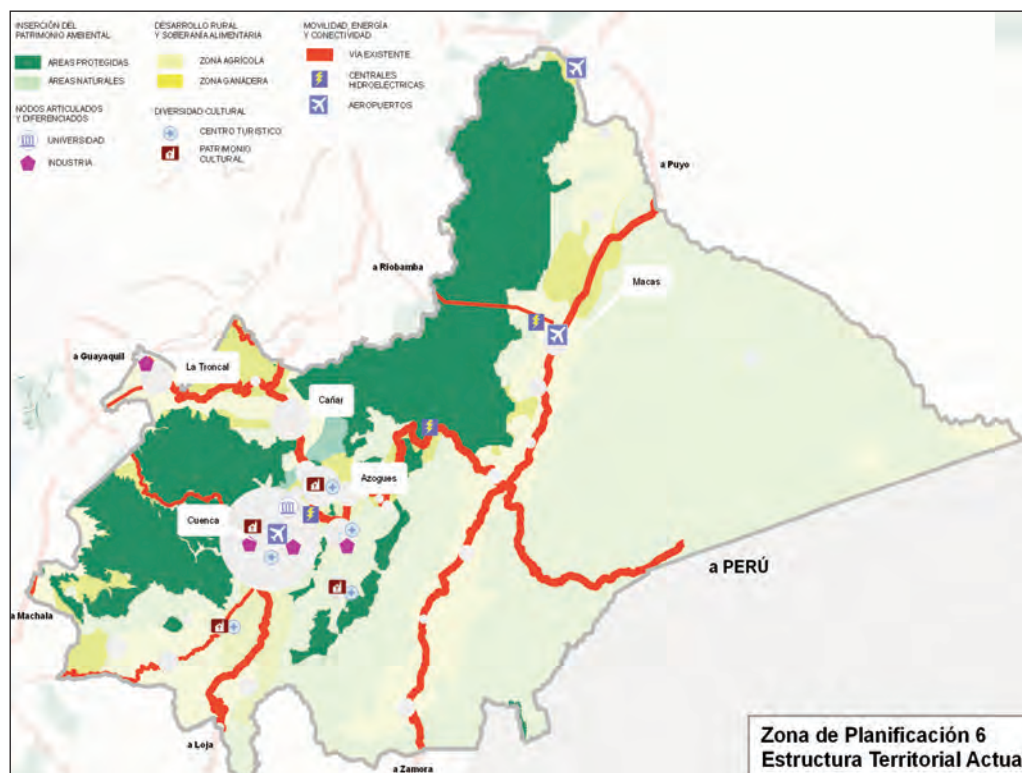 INSERCIÓN DEL
PATRIMONIO AMBIENTAL
ÁREAS PROTEGIDAS
ÁREAS NATURALES
NODOS ARTICULADOS
Y DIFERENCIADOS
UNIVERSIDAD
INDUSTRIA
DESARROLLO RURAL
Y SOBERANÍA ALIMENTARIA
ZONA AGRÍCOLA
ZONA GANADERA
DIVERSIDAD CULTURAL
CENTRO TURISTICO
PATRIMONIO
CULTURAL
MOVILIDAD, ENERGÍA
Y CONECTIVIDAD
VÍA EXISTENTE
CENTRALES
HIDROELÉCTRICAS
AEROPUERTOS
a Puyo
a Riobamba
Macas
a Guayaquil
La Troncal
Cañar
Azogues
Cuenca
a PERÚ
a Machala
a Loja
a Zamora
Zona de Planificación 6
Estructura Territorial Actua